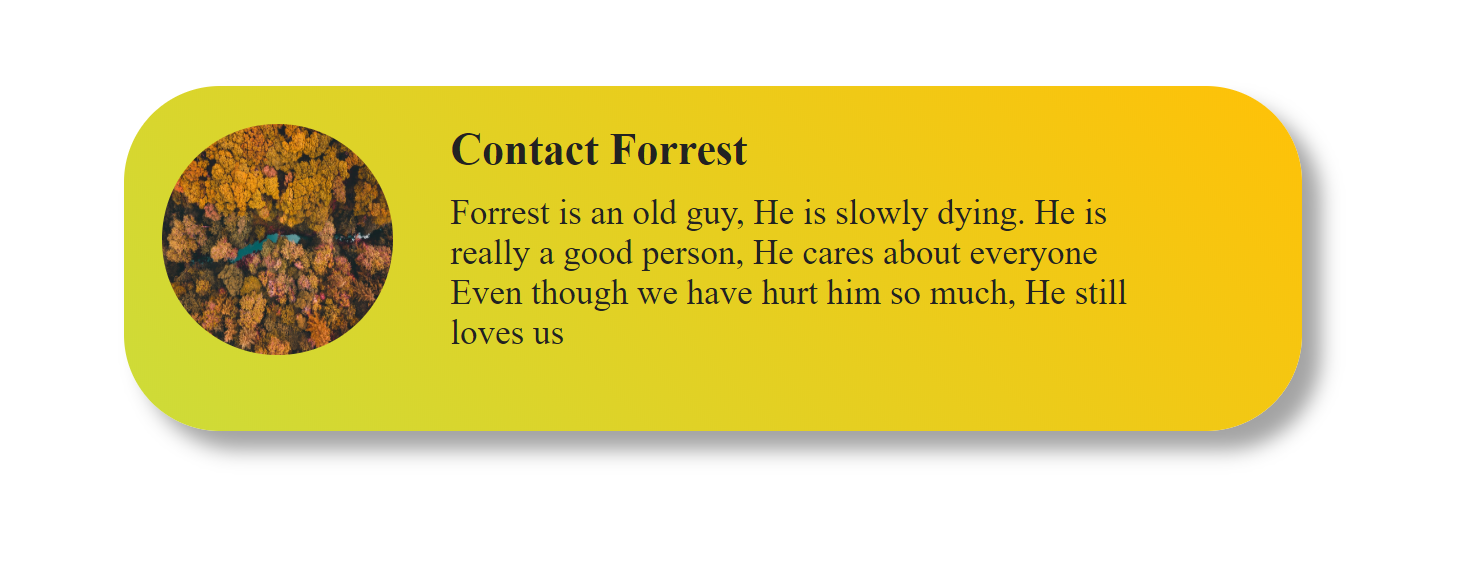 Contact Forrest
Forrest is an old guy, He is slowly dying. He is
really a good person, He cares about everyone
Even though we have hurt him so much, He still
loves us